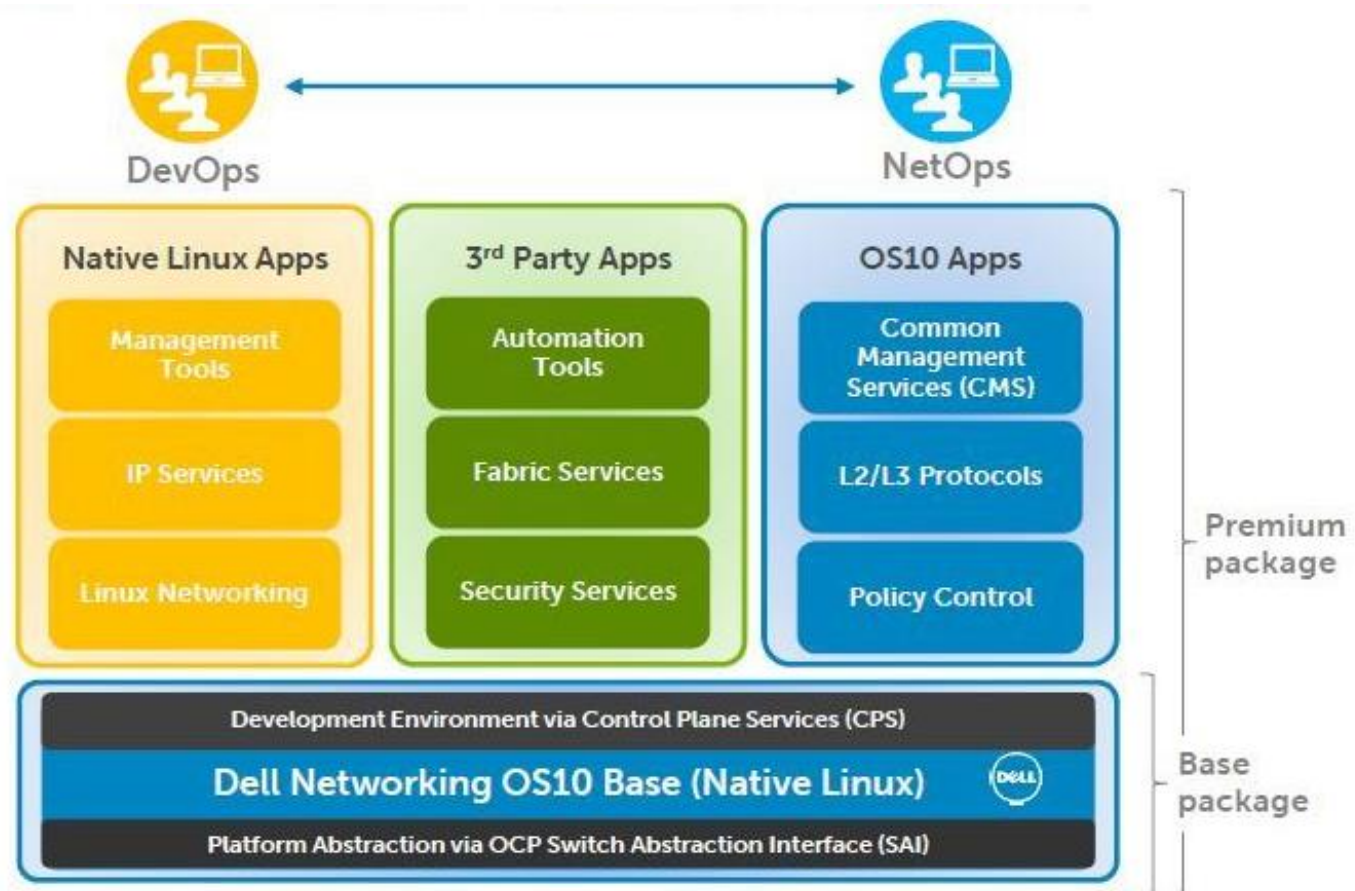 DevOps
NetOps
Native Linux Apps
Management
Tools
IP Services
Linux Networking
3rd Party Apps
Automation
Tools
Fabric Services
Security Services
OS10 Apps
Common
Management
Services (CMS)
L2/L3 Protocols
Policy Control
Premium
package
Development Environment via Control Plane Services (CPS)
Dell Networking OS10 Base (Native Linux)
DELL
Platform Abstraction via OCP Switch Abstraction Interface (SAI)
Base
package